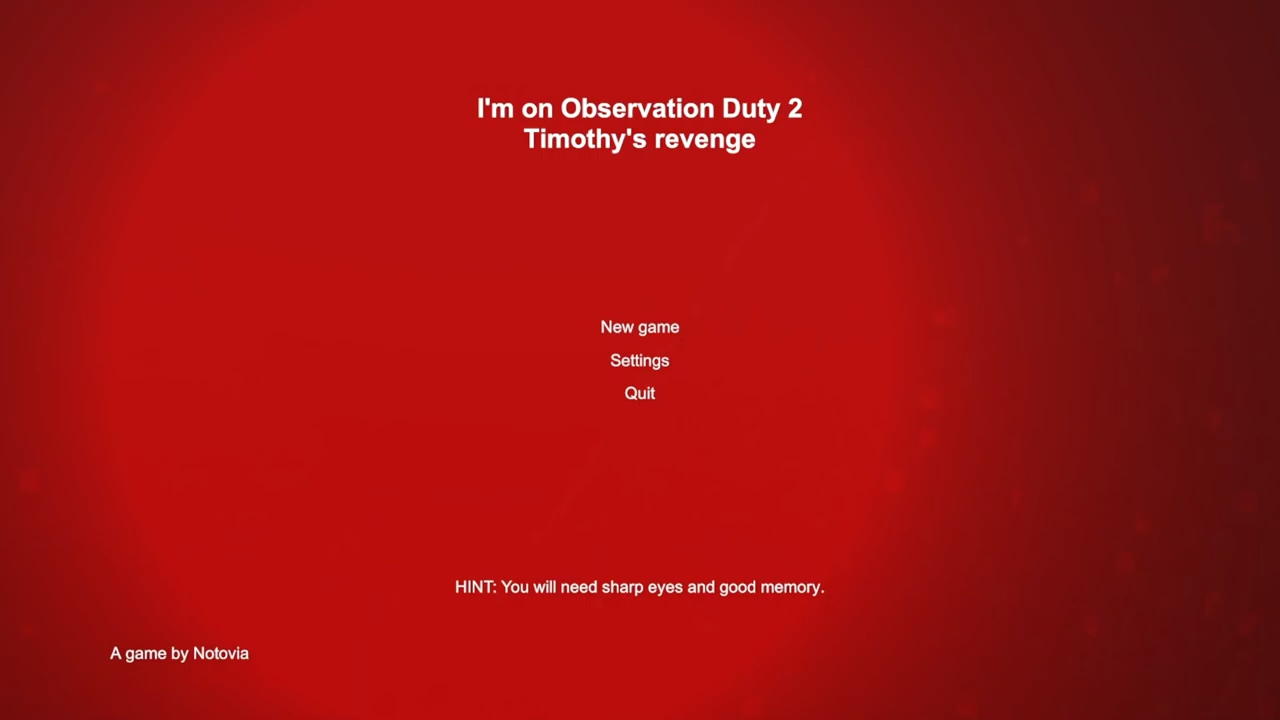 I'm on Observation Duty 2
Timothy's revenge
New game
Settings
Quit
HINT: You will need sharp eyes and good memory.
A game by Notovia